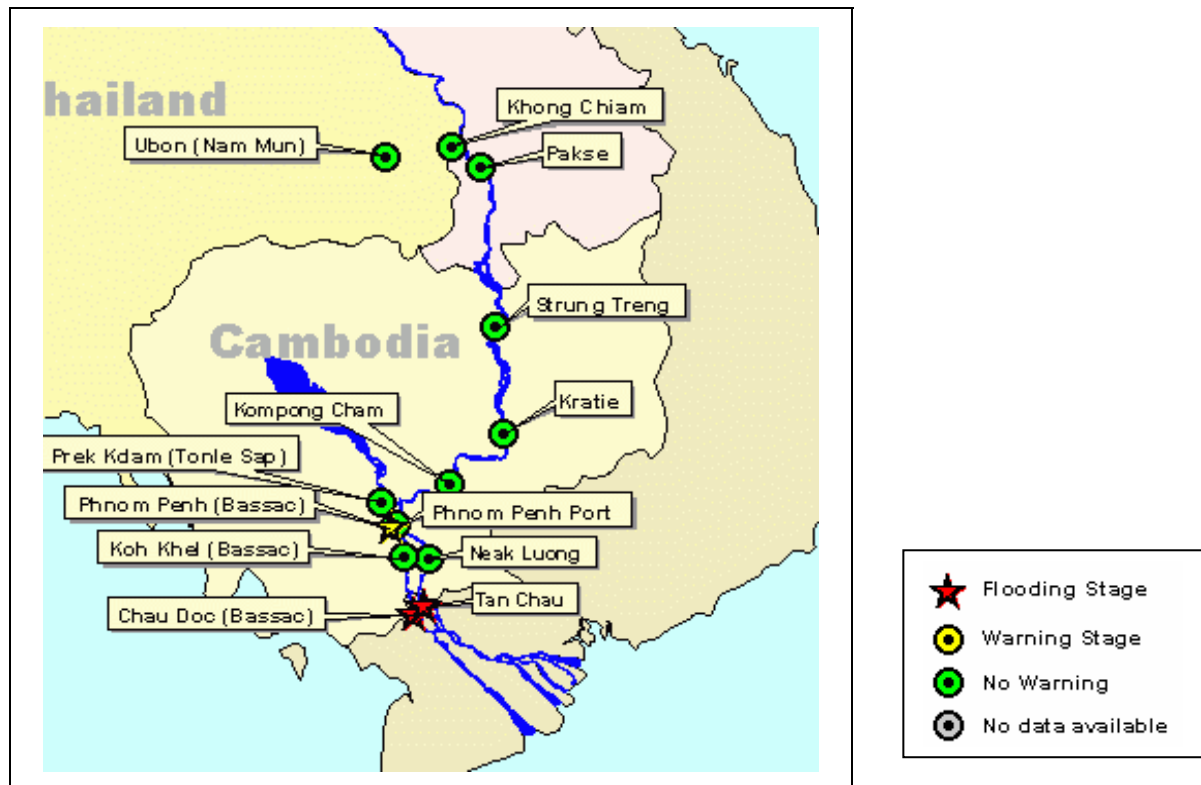 hailand
Khong Chiam
Ubon (Nam Mun)
Pakse
Strung Treng
Cambodia
Kratie
Kompong Cham
Prek Kdam (Tonle Sap)
Phnom Penh (Bassac)
Phnom Penh Port
Koh Khel (Bassac)
Neak Luong
Tan Chau
Chau Doc (Bassac)
Flooding Stage
Warning Stage
No Warning
No data available